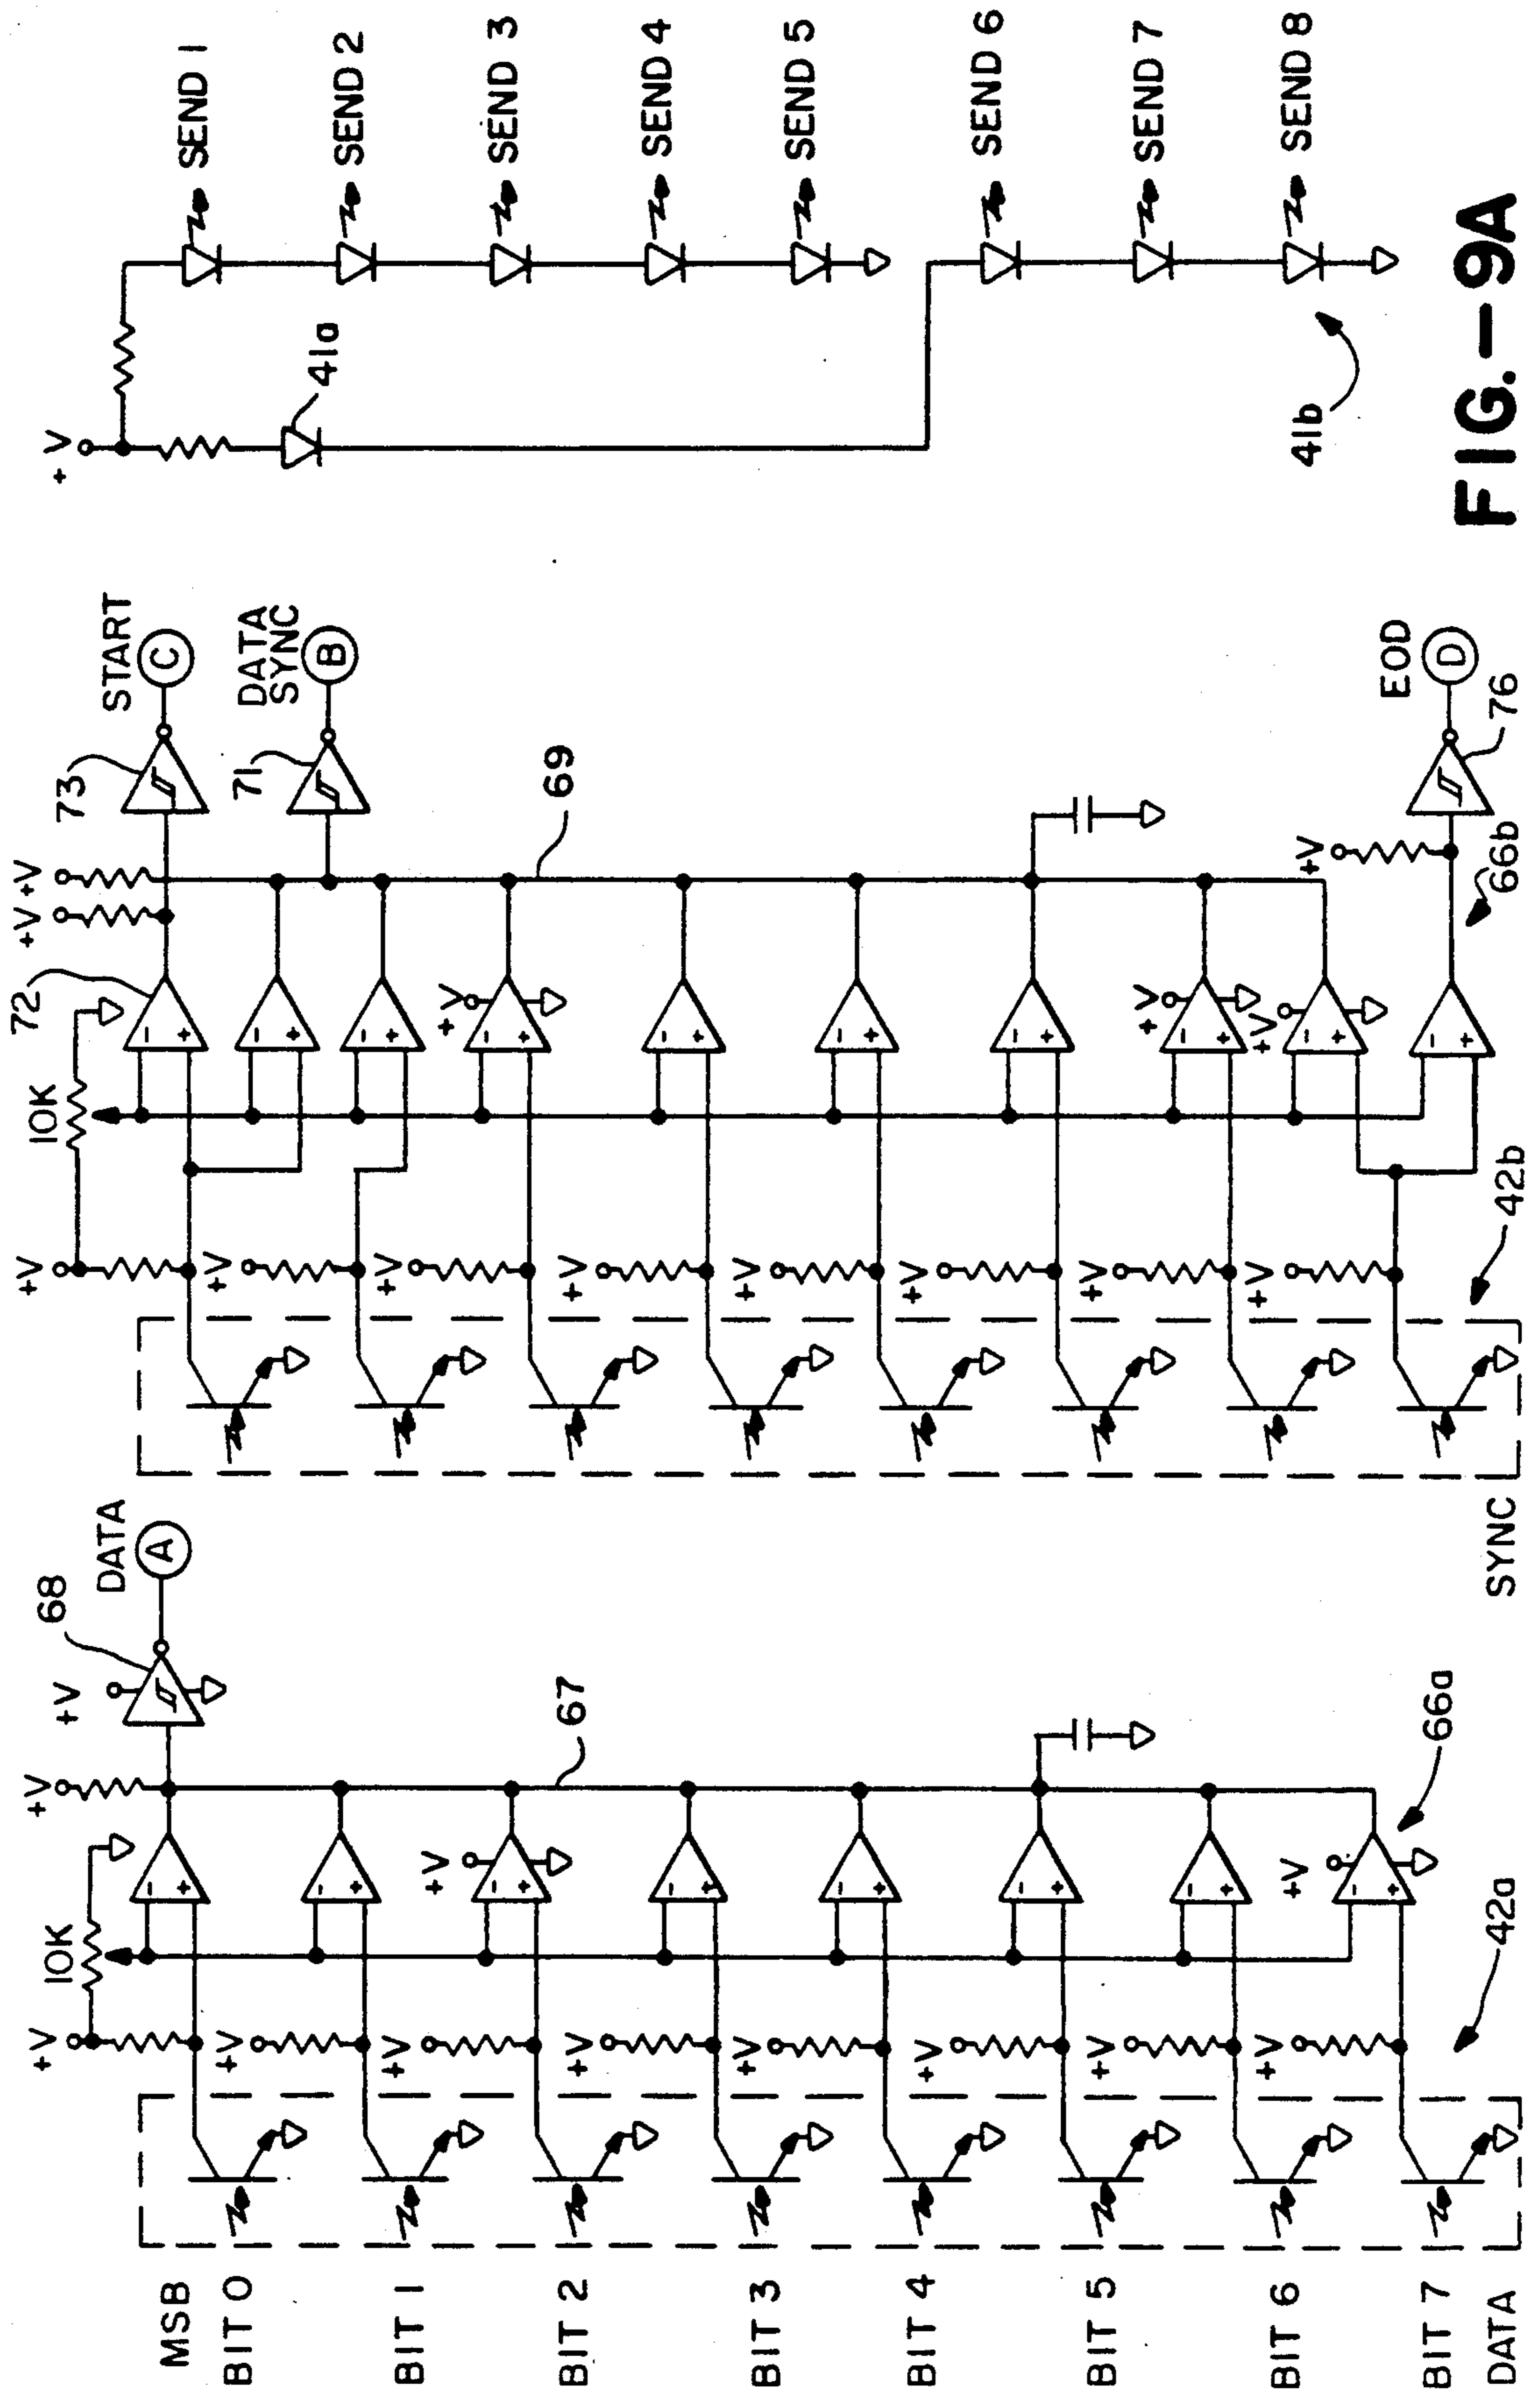 MSB
BIT 0
BIT 1
BIT 2
BIT 3
BIT 4
BIT 5
BIT 6
BIT 7
DATA
+V
10K
+V
+V
68
DATA
A
+V
+V
+V
67
+V
+V
+V
+V
+V
+V
66a
42a
-
+
-
+
-
+
-
+
-
+
-
+
-
+
-
+
SYNC
+V
10K
72
+V
+V
73
START
C
+V
71
DATA
SYNC
B
+V
+V
69
+V
+V
+V
+V
+V
+V
+V
+V
EOD
D
76
66b
42b
-
+
-
+
-
+
-
+
-
+
-
+
-
+
-
+
-
+
-
+
+V
41a
SEND 1
SEND 2
SEND 3
SEND 4
SEND 5
SEND 6
SEND 7
SEND 8
41b
FIG.-9A